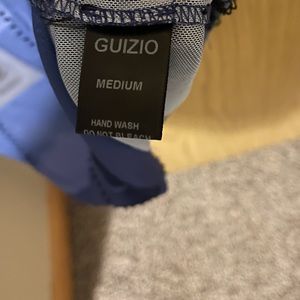 GUIZIO
MEDIUM
HAND WASH
DO NOT BLEACH